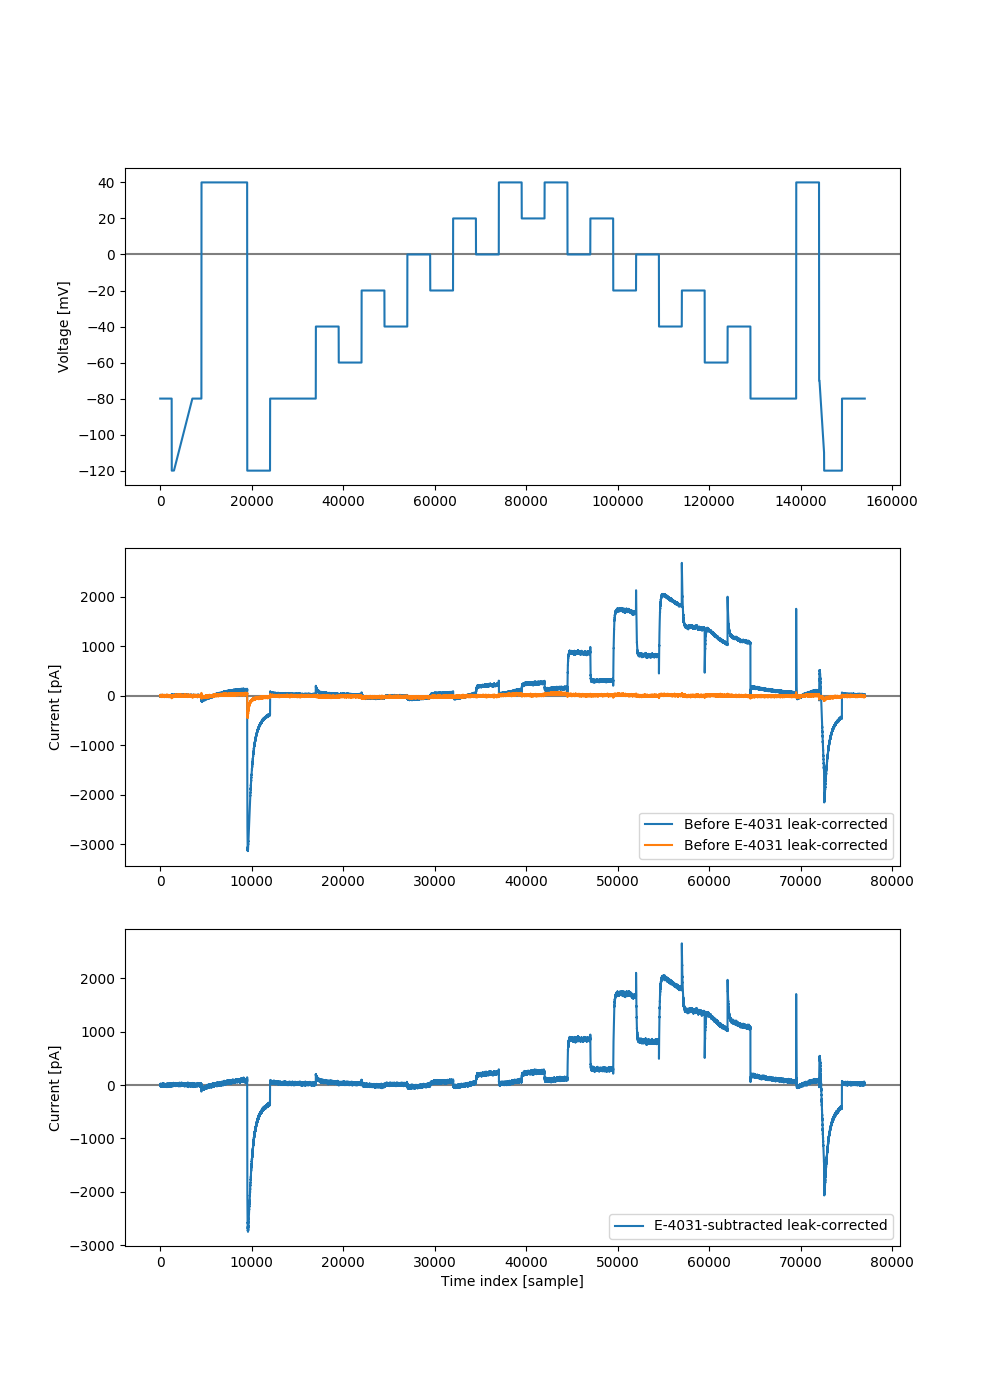 40
20
0
−20
−40
−60
−80
−100
−120
Voltage [mV]
0 20000 40000 60000 80000 100000 120000 140000 160000
2000
1000
0
−1000
−2000
−3000
Current [pA]
Before E-4031 leak-corrected
Before E-4031 leak-corrected
0 10000 20000 30000 40000 50000 60000 70000 80000
2000
1000
0
−1000
−2000
−3000
Current [pA]
E-4031-subtracted leak-corrected
0 10000 20000 30000 40000 50000 60000 70000 80000
Time index [sample]